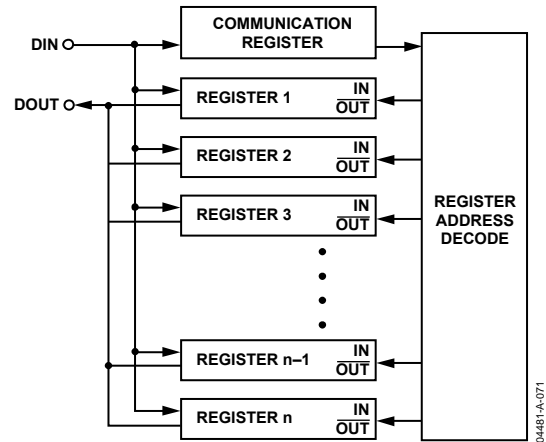 COMMUNICATION
REGISTER
DIN
REGISTER 1
IN
OUT
DOUT
REGISTER 2
IN
OUT
REGISTER 3
IN
OUT
REGISTER
ADDRESS
DECODE
REGISTER n–1
IN
OUT
REGISTER n
IN
OUT
04481-A-071